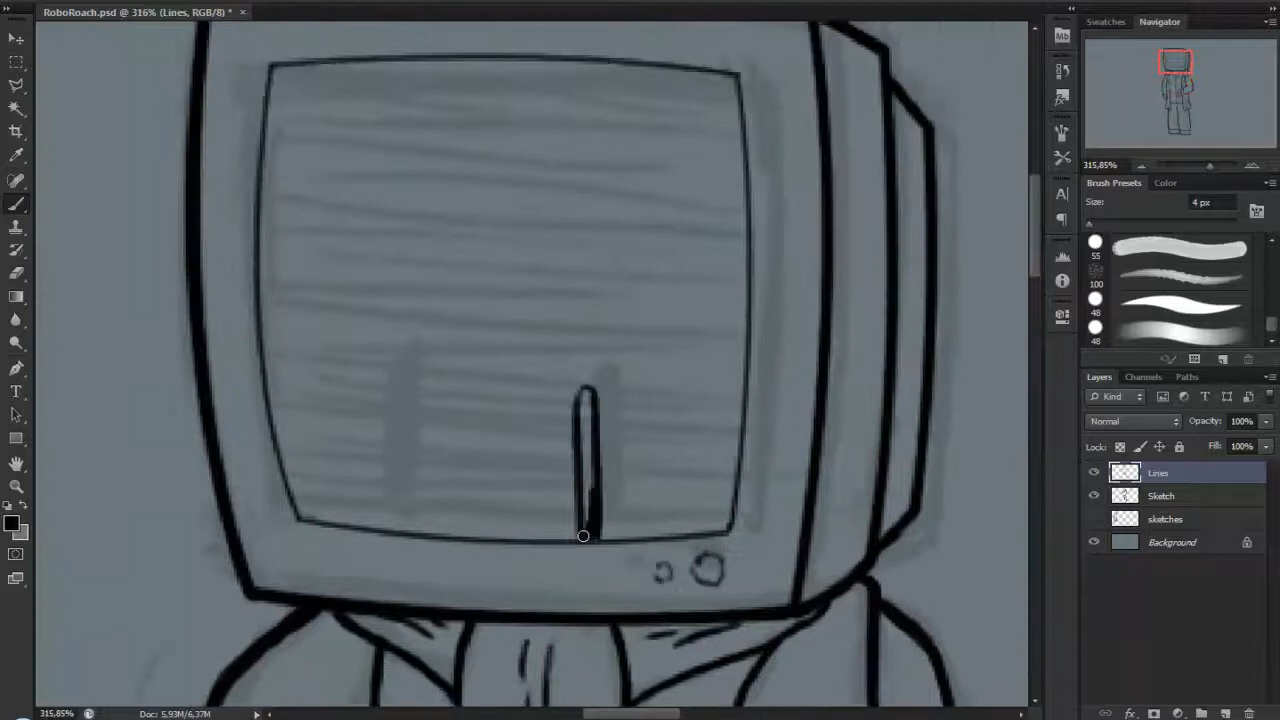 RoboRoach.psd @ 316% (Lines, RGB/8) *
Swatches
Navigator
Mb
315,85%
Brush Presets
Color
Size:
4 px
55
100
48
48
Layers
Channels
Paths
Kind
Normal
Opacity:
100%
Lock:
Fill:
100%
Lines
Sketch
sketches
Background
fx
315,85%
Doc: 5,93M/6,37M